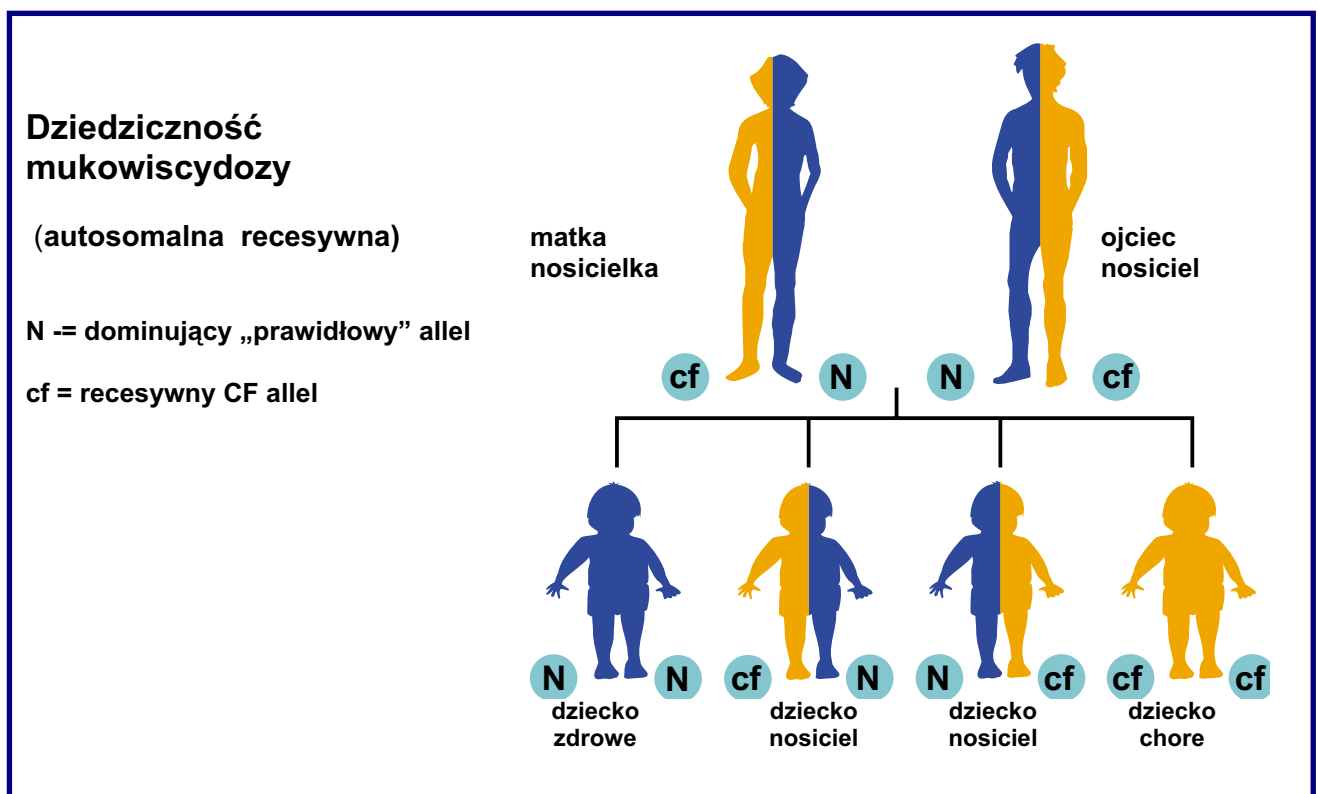 Dziedziczność
mukowiscydozy
(autosomalna recesywna)
N -= dominujący „prawidłowy” allel
cf = recesywny CF allel
matka
nosicielka
ojciec
nosiciel
cf N N cf
N N cf N N cf cf cf
dziecko
zdrowe
dziecko
nosiciel
dziecko
nosiciel
dziecko
chore